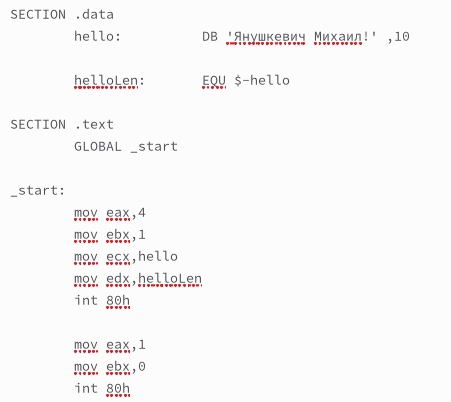 SECTION .data
hello: DB 'Янушкевич Михаил!' ,10
helloLen: EQU $-hello
SECTION .text
GLOBAL _start
_start:
mov eax,4
mov ebx,1
mov ecx,hello
mov edx,helloLen
int 80h
mov eax,1
mov ebx,0
int 80h